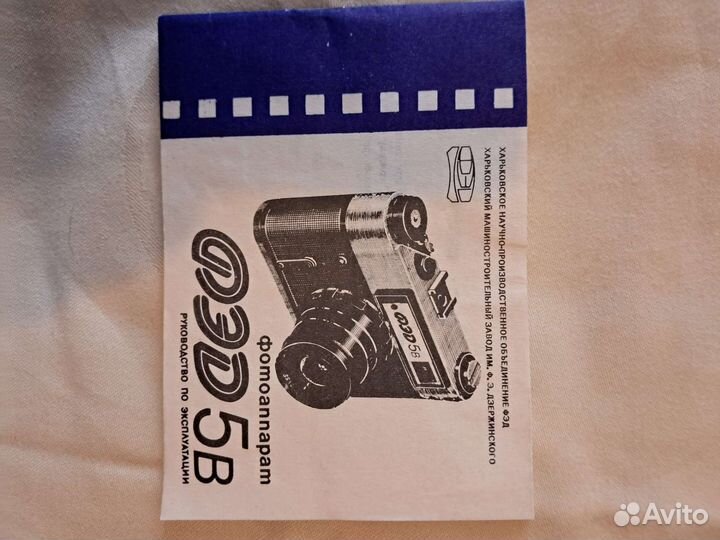 ХАРЬКОВСКОЕ НАУЧНО-ПРОИЗВОДСТВЕННОЕ ОБЪЕДИНЕНИЕ ФЭД
ХАРЬКОВСКИЙ МАШИНОСТРОИТЕЛЬНЫЙ ЗАВОД ИМ. Ф. Э. ДЗЕРЖИНСКОГО
ФЭД
ФЭД 5В
фотоаппарат
ФЭД 5В
РУКОВОДСТВО ПО ЭКСПЛУАТАЦИИ
Avito